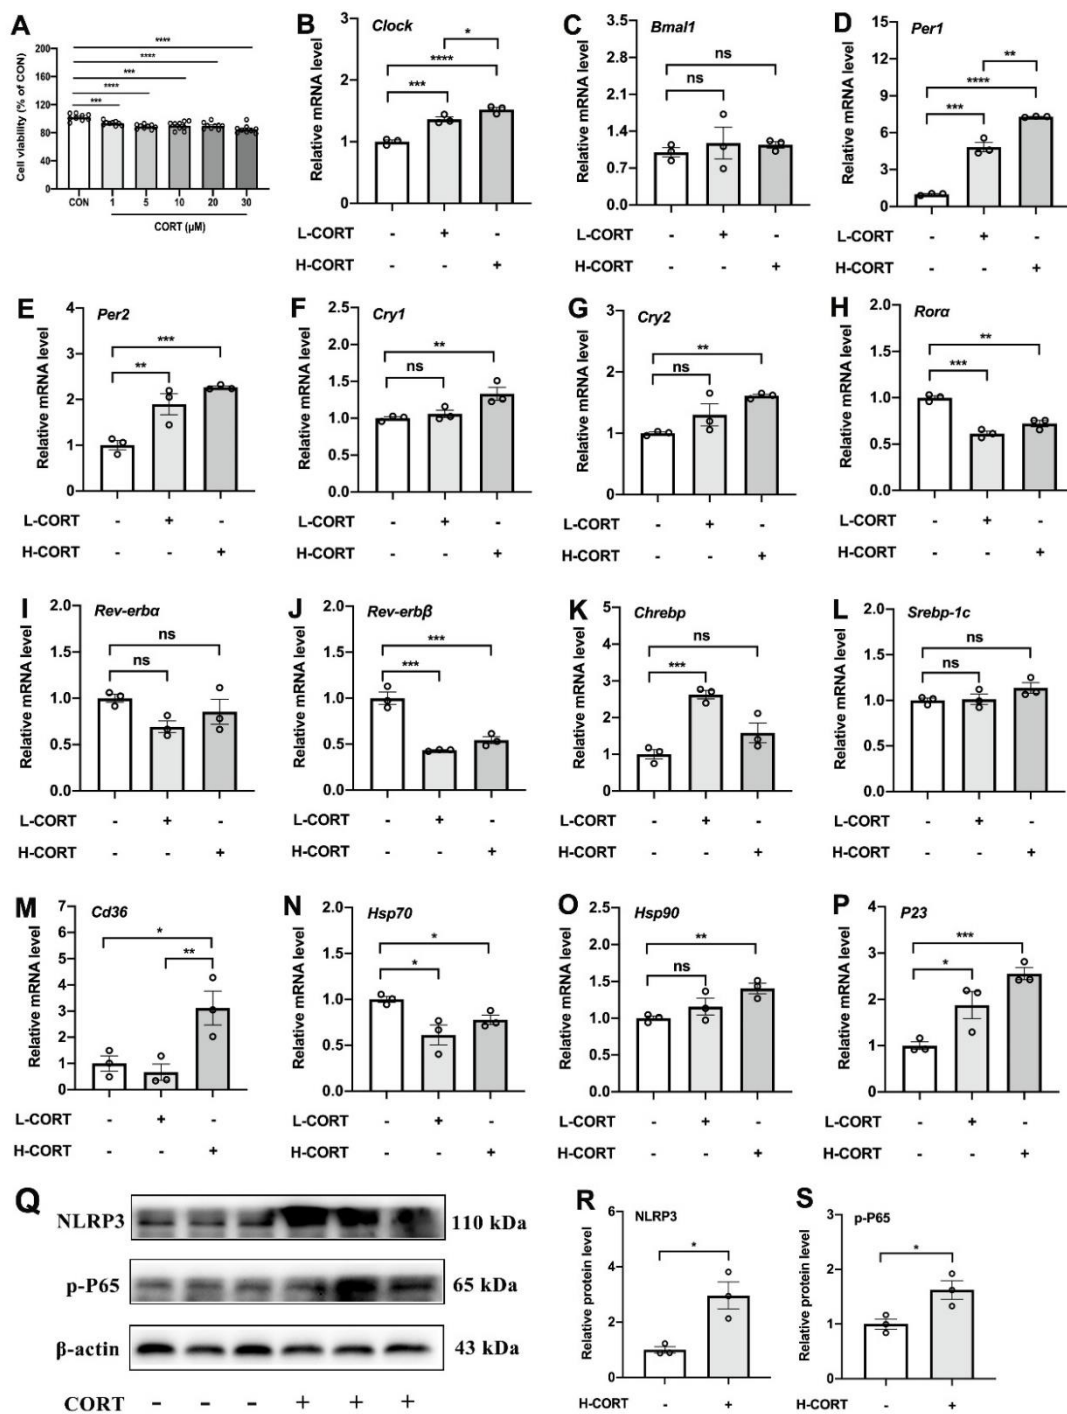 A
Cell viability (% of CON)
200
160
120
80
40
0
****
****
***
****
***
CON 1 5 10 20 30
CORT (μM)
B
Clock
Relative mRNA level
3
2
1
0
*
****
***
L-CORT - + -
H-CORT - - +
C
Bmal1
Relative mRNA level
3.5
2.8
2.1
1.4
0.7
0.0
ns
ns
L-CORT - + -
H-CORT - - +
D
Per1
Relative mRNA level
15
12
9
6
3
0
**
****
***
L-CORT - + -
H-CORT - - +
E
Per2
Relative mRNA level
4
3
2
1
0
***
**
L-CORT - + -
H-CORT - - +
F
Cry1
Relative mRNA level
2.5
2.0
1.5
1.0
0.5
0.0
**
ns
L-CORT - + -
H-CORT - - +
G
Cry2
Relative mRNA level
3
2
1
0
**
ns
L-CORT - + -
H-CORT - - +
H
Rorα
Relative mRNA level
2.0
1.5
1.0
0.5
0.0
**
***
L-CORT - + -
H-CORT - - +
I
Rev-erbα
Relative mRNA level
2.0
1.5
1.0
0.5
0.0
ns
ns
L-CORT - + -
H-CORT - - +
J
Rev-erbβ
Relative mRNA level
2.0
1.5
1.0
0.5
0.0
***
***
L-CORT - + -
H-CORT - - +
K
Chrebp
Relative mRNA level
5
4
3
2
1
0
ns
***
L-CORT - + -
H-CORT - - +
L
Srebp-1c
Relative mRNA level
2.0
1.5
1.0
0.5
0.0
ns
ns
L-CORT - + -
H-CORT - - +
M
Cd36
Relative mRNA level
7
6
5
4
3
2
1
0
*
**
L-CORT - + -
H-CORT - - +
N
Hsp70
Relative mRNA level
2.0
1.5
1.0
0.5
0.0
*
*
L-CORT - + -
H-CORT - - +
O
Hsp90
Relative mRNA level
2.5
2.0
1.5
1.0
0.5
0.0
**
ns
L-CORT - + -
H-CORT - - +
P
P23
Relative mRNA level
4
3
2
1
0
***
*
L-CORT - + -
H-CORT - - +
Q
NLRP3 110 kDa
p-P65 65 kDa
β-actin 43 kDa
CORT - - - + + +
R
NLRP3
Relative protein level
6
4
2
0
*
H-CORT - +
S
p-P65
Relative protein level
3
2
1
0
*
H-CORT - +